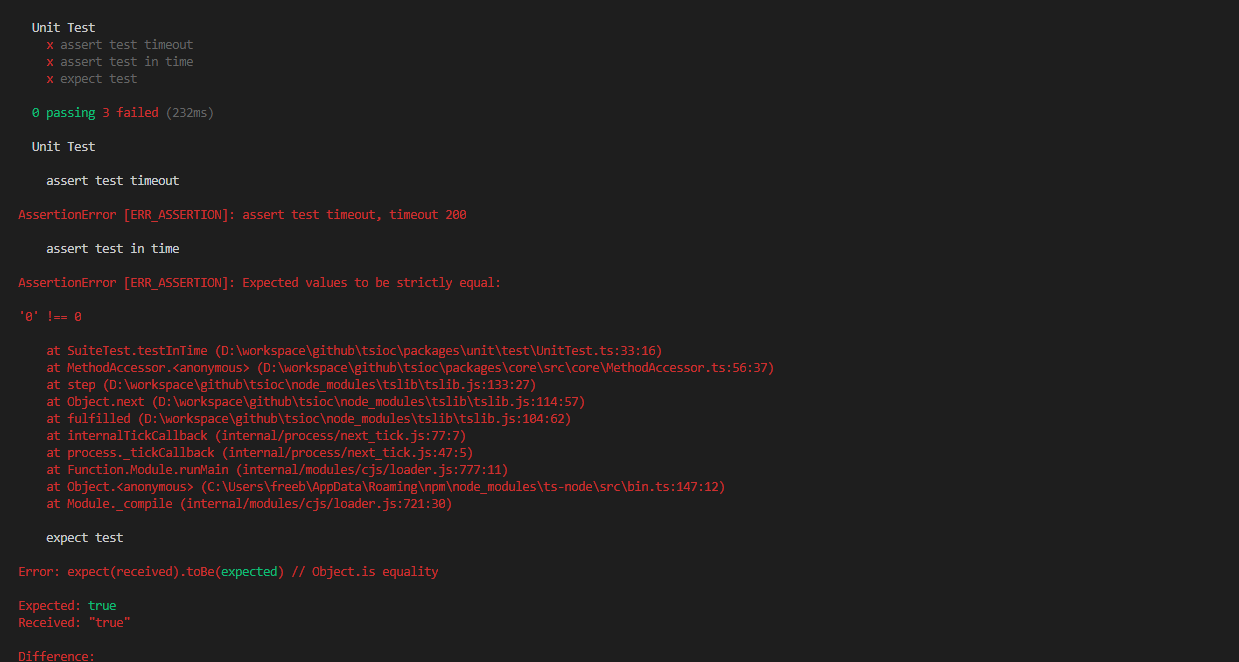 Unit Test
x assert test timeout
x assert test in time
x expect test
0 passing 3 failed (232ms)
Unit Test
assert test timeout
AssertionError [ERR_ASSERTION]: assert test timeout, timeout 200
assert test in time
AssertionError [ERR_ASSERTION]: Expected values to be strictly equal:
'0' !== 0
at SuiteTest.testInTime (D:\workspace\github\tsioc\packages\unit\test\UnitTest.ts:33:16)
at MethodAccessor.<anonymous> (D:\workspace\github\tsioc\packages\core\src\core\MethodAccessor.ts:56:37)
at step (D:\workspace\github\tsioc\node_modules\tslib\tslib.js:133:27)
at Object.next (D:\workspace\github\tsioc\node_modules\tslib\tslib.js:114:57)
at fulfilled (D:\workspace\github\tsioc\node_modules\tslib\tslib.js:104:62)
at internalTickCallback (internal/process/next_tick.js:77:7)
at process._tickCallback (internal/process/next_tick.js:47:5)
at Function.Module.runMain (internal/modules/cjs/loader.js:777:11)
at Object.<anonymous> (C:\Users\freeb\AppData\Roaming\npm\node_modules\ts-node\src\bin.ts:147:12)
at Module._compile (internal/modules/cjs/loader.js:721:30)
expect test
Error: expect(received).toBe(expected) // Object.is equality
Expected: true
Received: "true"
Difference: